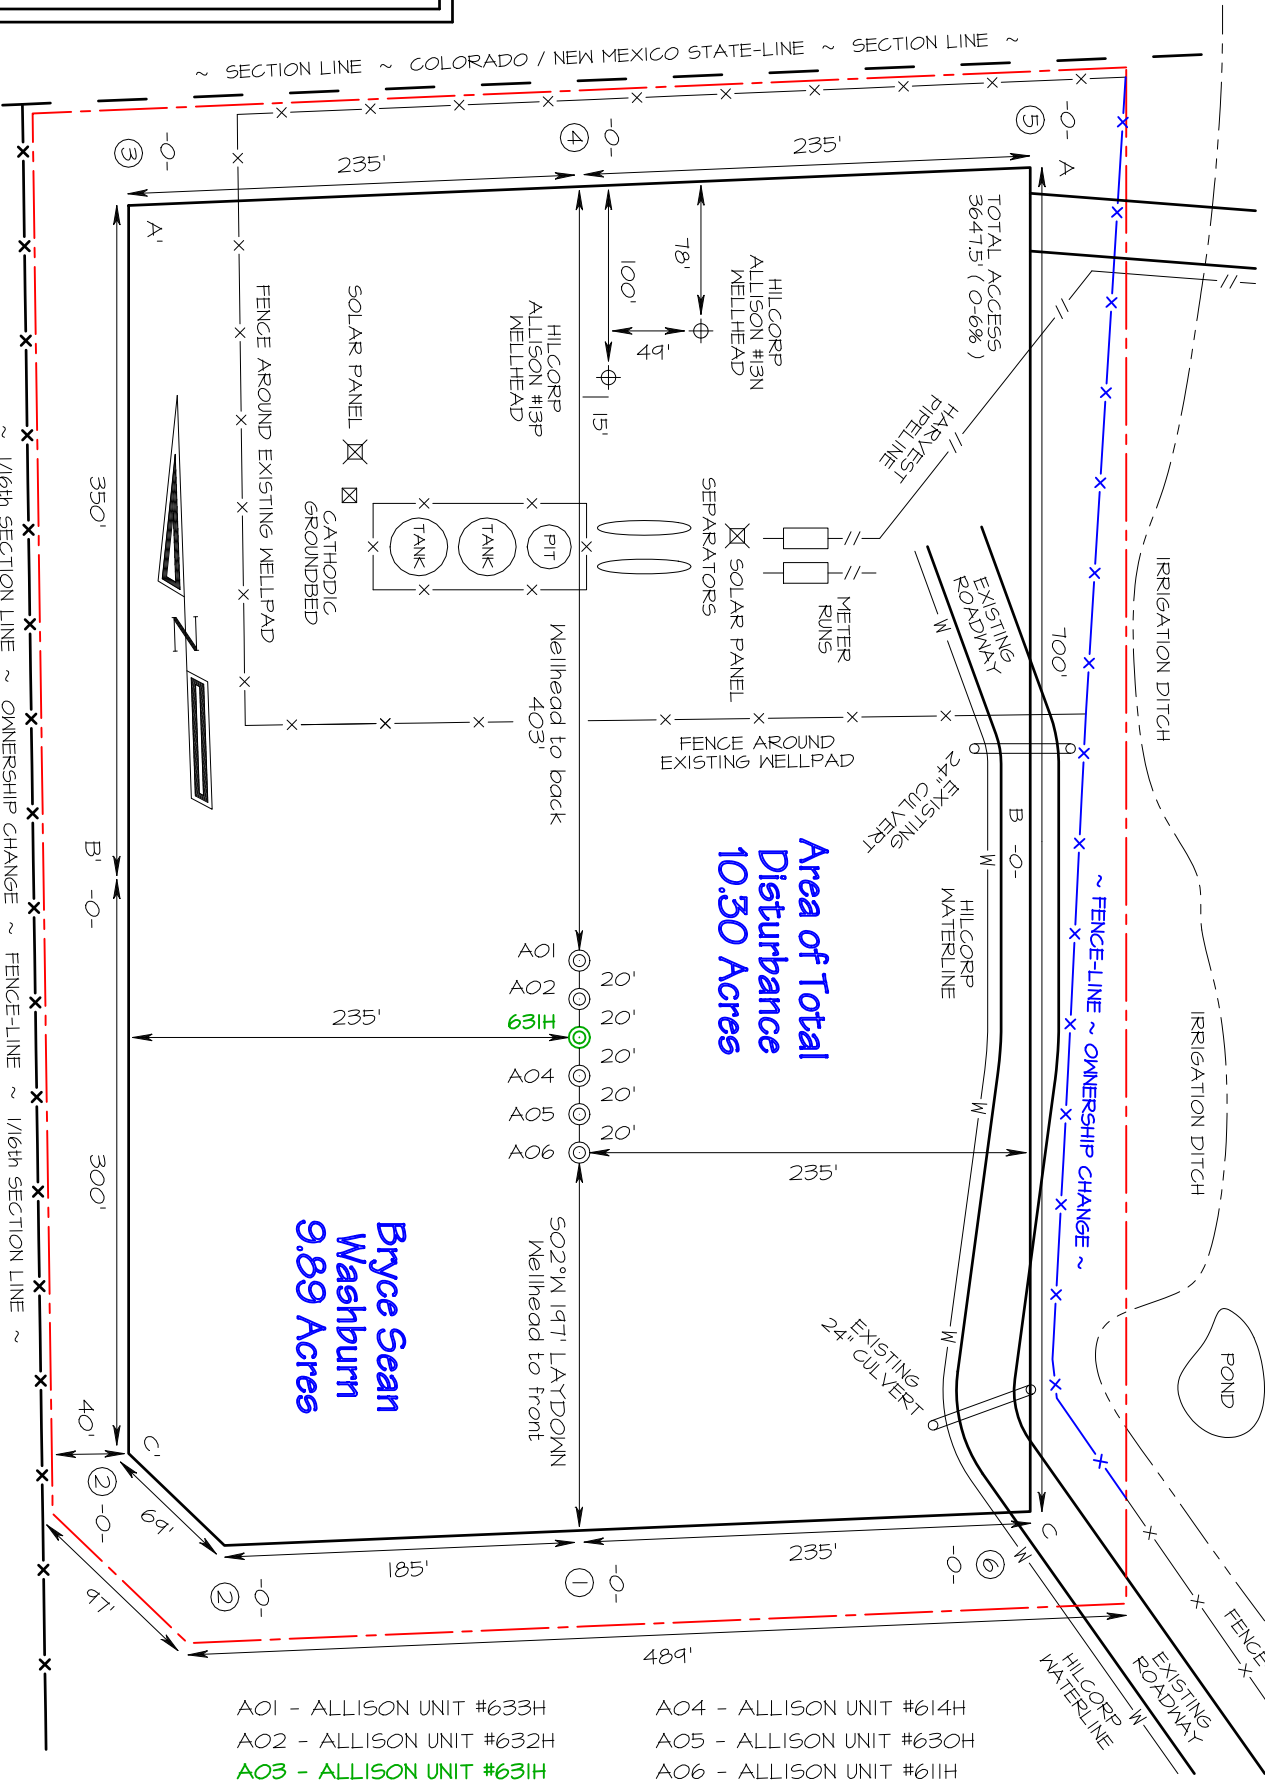 ~ SECTION LINE ~ COLORADO / NEW MEXICO STATE-LINE ~ SECTION LINE ~
③ -0-
235'
④ -0-
235'
⑤ -0-
A
A'
TOTAL ACCESS
3647.5' ( 0-6% )
78'
100'
49'
15'
HILCORP
ALLISON #13N
WELLHEAD
HILCORP
ALLISON #13P
WELLHEAD
HARVEST
PIPELINE
SOLAR PANEL
FENCE AROUND EXISTING WELLPAD
CATHODIC
GROUNDBED
TANK
TANK
PIT
SEPARATORS
SOLAR PANEL
METER
RUNS
EXISTING
ROADWAY
700'
IRRIGATION DITCH
350'
N
Wellhead to back
403'
FENCE AROUND
EXISTING WELLPAD
EXISTING
24" CULVERT
B -0-
B' -0-
HILCORP
WATERLINE
Area of Total
Disturbance
10.30 Acres
~ FENCE-LINE ~ OWNERSHIP CHANGE ~
IRRIGATION DITCH
~ 1/16th SECTION LINE ~ OWNERSHIP CHANGE ~ FENCE-LINE ~ 1/16th SECTION LINE ~
A01
20'
A02
20'
631H
20'
A04
20'
A05
20'
A06
235'
235'
300'
S02°W 197' LAYDOWN
Wellhead to front
Bryce Sean
Washburn
9.89 Acres
EXISTING
24" CULVERT
POND
W
W
W
W
W
W
40'
C'
② -0-
69'
97'
185'
② -0-
① -0-
235'
⑥ -0-
C
489'
FENCE
EXISTING
ROADWAY
HILCORP
WATERLINE
A01 - ALLISON UNIT #633H
A02 - ALLISON UNIT #632H
A03 - ALLISON UNIT #631H
A04 - ALLISON UNIT #614H
A05 - ALLISON UNIT #630H
A06 - ALLISON UNIT #611H